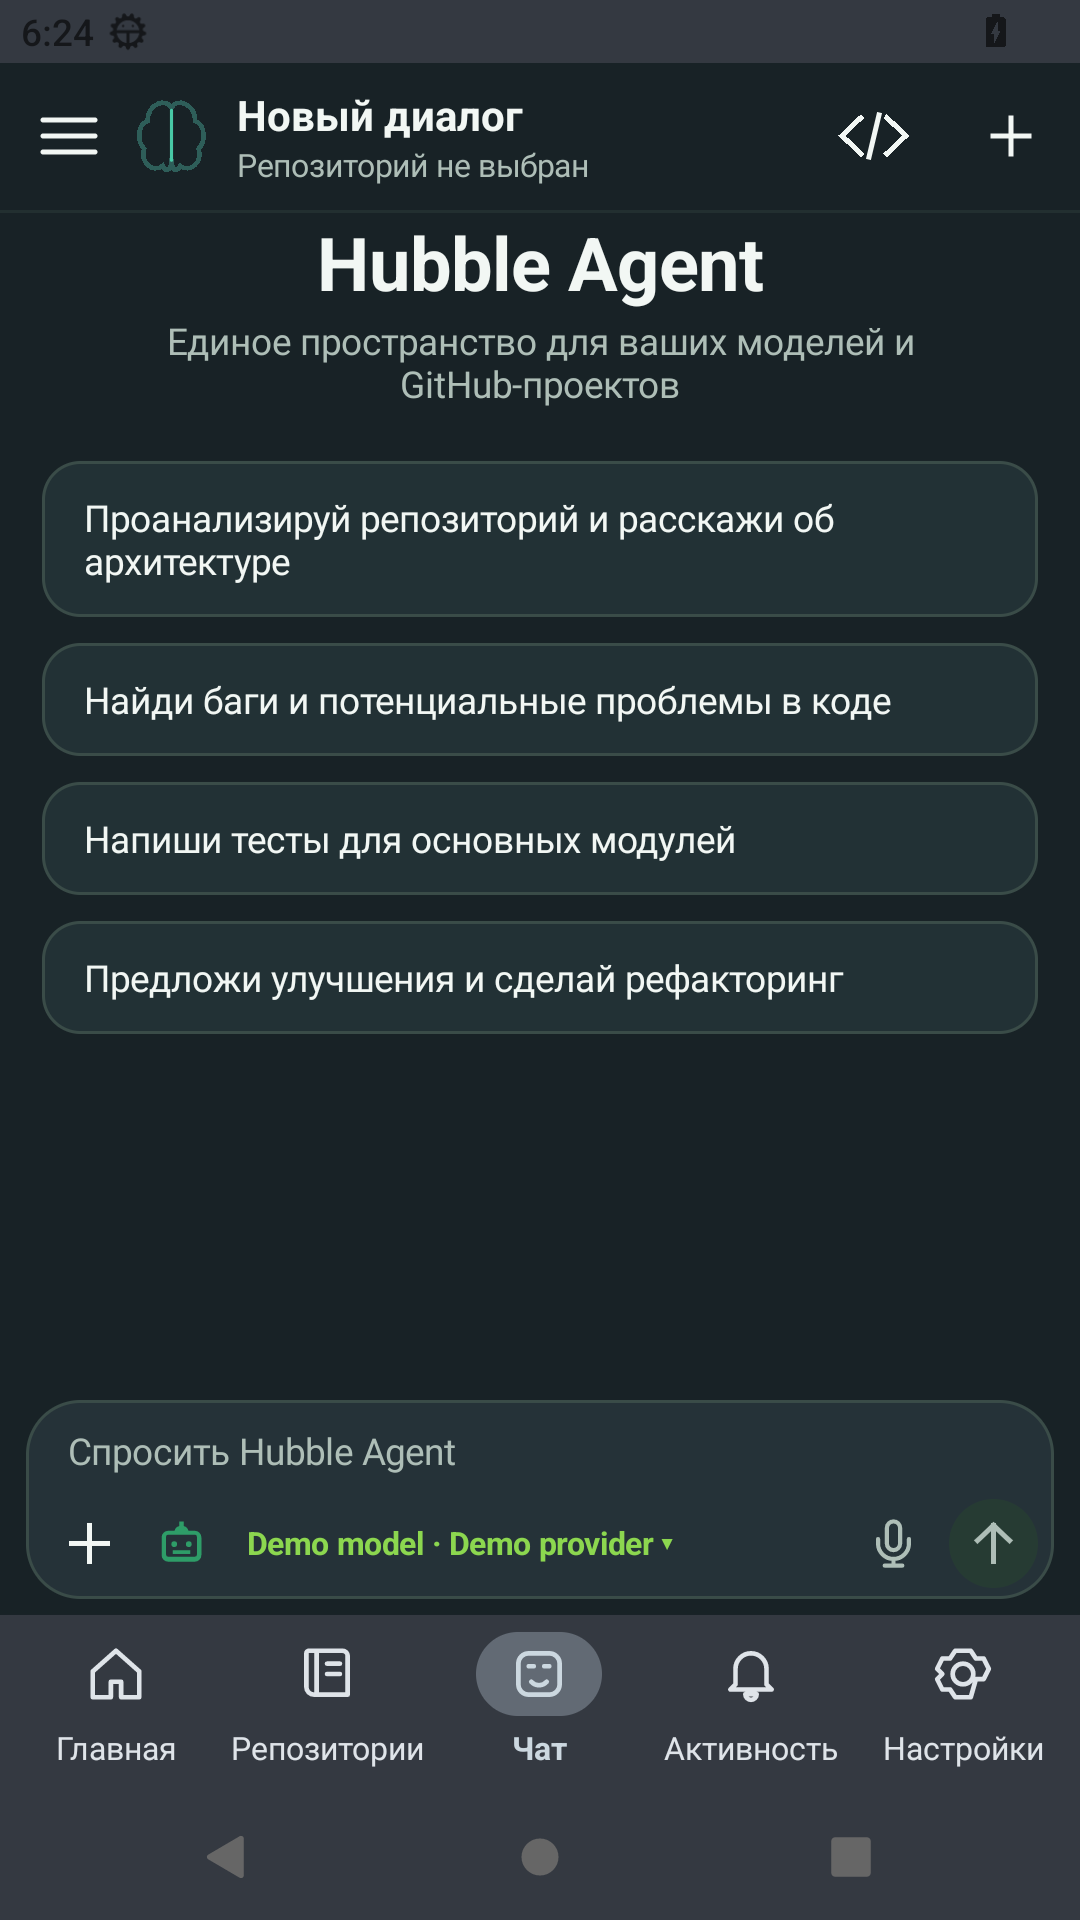 6:24
Новый диалог
Репозиторий не выбран
Hubble Agent
Единое пространство для ваших моделей и
GitHub-проектов
Проанализируй репозиторий и расскажи об
архитектуре
Найди баги и потенциальные проблемы в коде
Напиши тесты для основных модулей
Предложи улучшения и сделай рефакторинг
Спросить Hubble Agent
Demo model · Demo provider ▾
Главная
Репозитории
Чат
Активность
Настройки